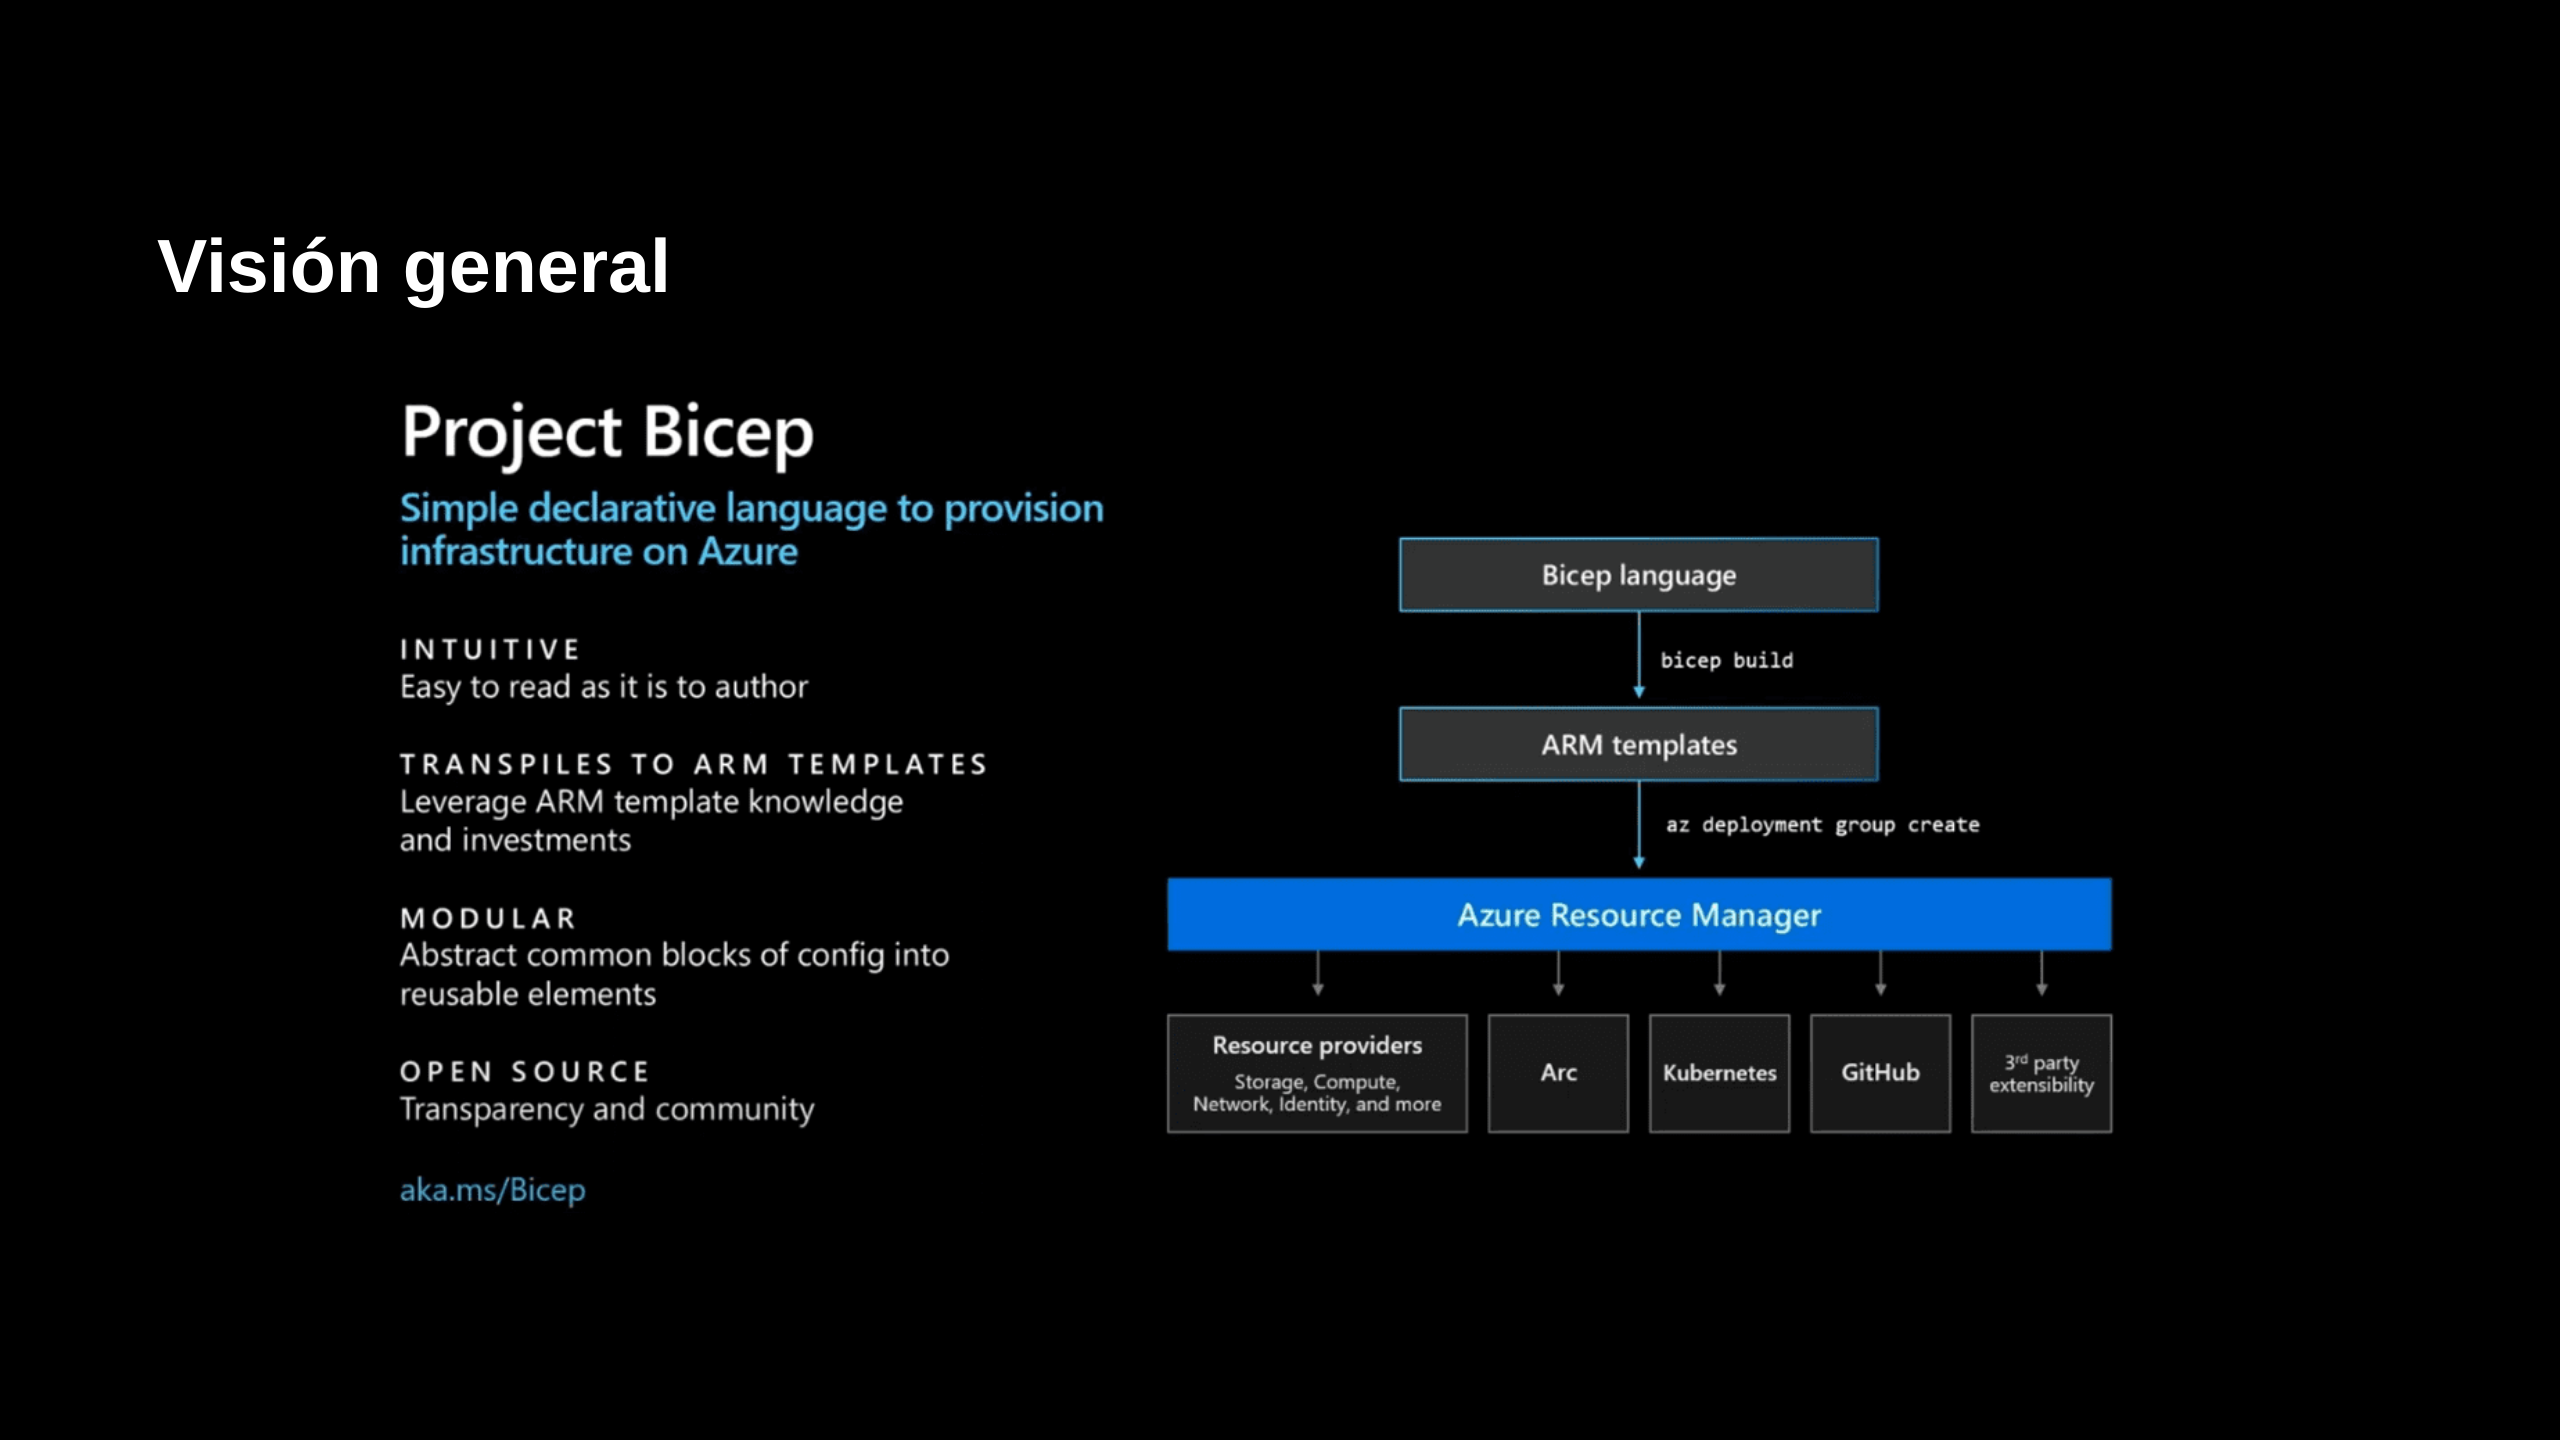 Visión general
Project Bicep
Simple declarative language to provision
infrastructure on Azure
INTUITIVE
Easy to read as it is to author
TRANSPILES TO ARM TEMPLATES
Leverage ARM template knowledge
and investments
MODULAR
Abstract common blocks of config into
reusable elements
OPEN SOURCE
Transparency and community
aka.ms/Bicep
Bicep language
bicep build
ARM templates
az deployment group create
Azure Resource Manager
Resource providers
Storage, Compute,
Network, Identity, and more
Arc
Kubernetes
GitHub
3rd party
extensibility